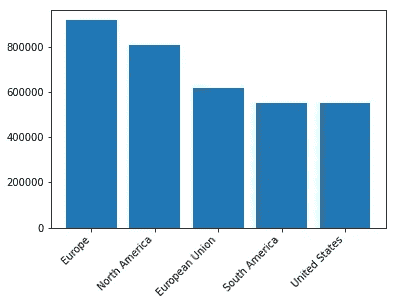 800000
600000
400000
200000
0
Europe
North America
European Union
South America
United States